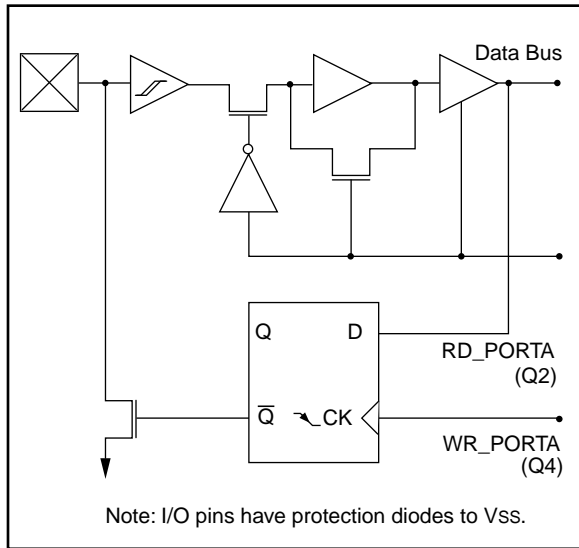 Data Bus
Q D
RD_PORTA
(Q2)
Q̅ CK
WR_PORTA
(Q4)
Note: I/O pins have protection diodes to VSS.